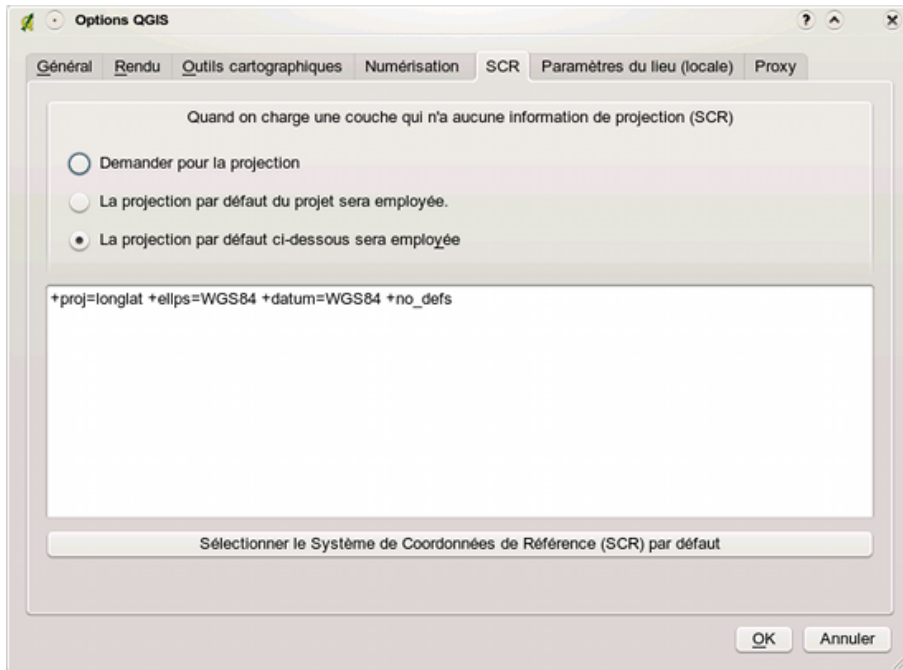 Options QGIS
Général Rendu Outils cartographiques Numérisation SCR Paramètres du lieu (locale) Proxy
Quand on charge une couche qui n'a aucune information de projection (SCR)
Demander pour la projection
La projection par défaut du projet sera employée.
La projection par défaut ci-dessous sera employée
+proj=longlat +ellps=WGS84 +datum=WGS84 +no_defs
Sélectionner le Système de Coordonnées de Référence (SCR) par défaut
OK Annuler